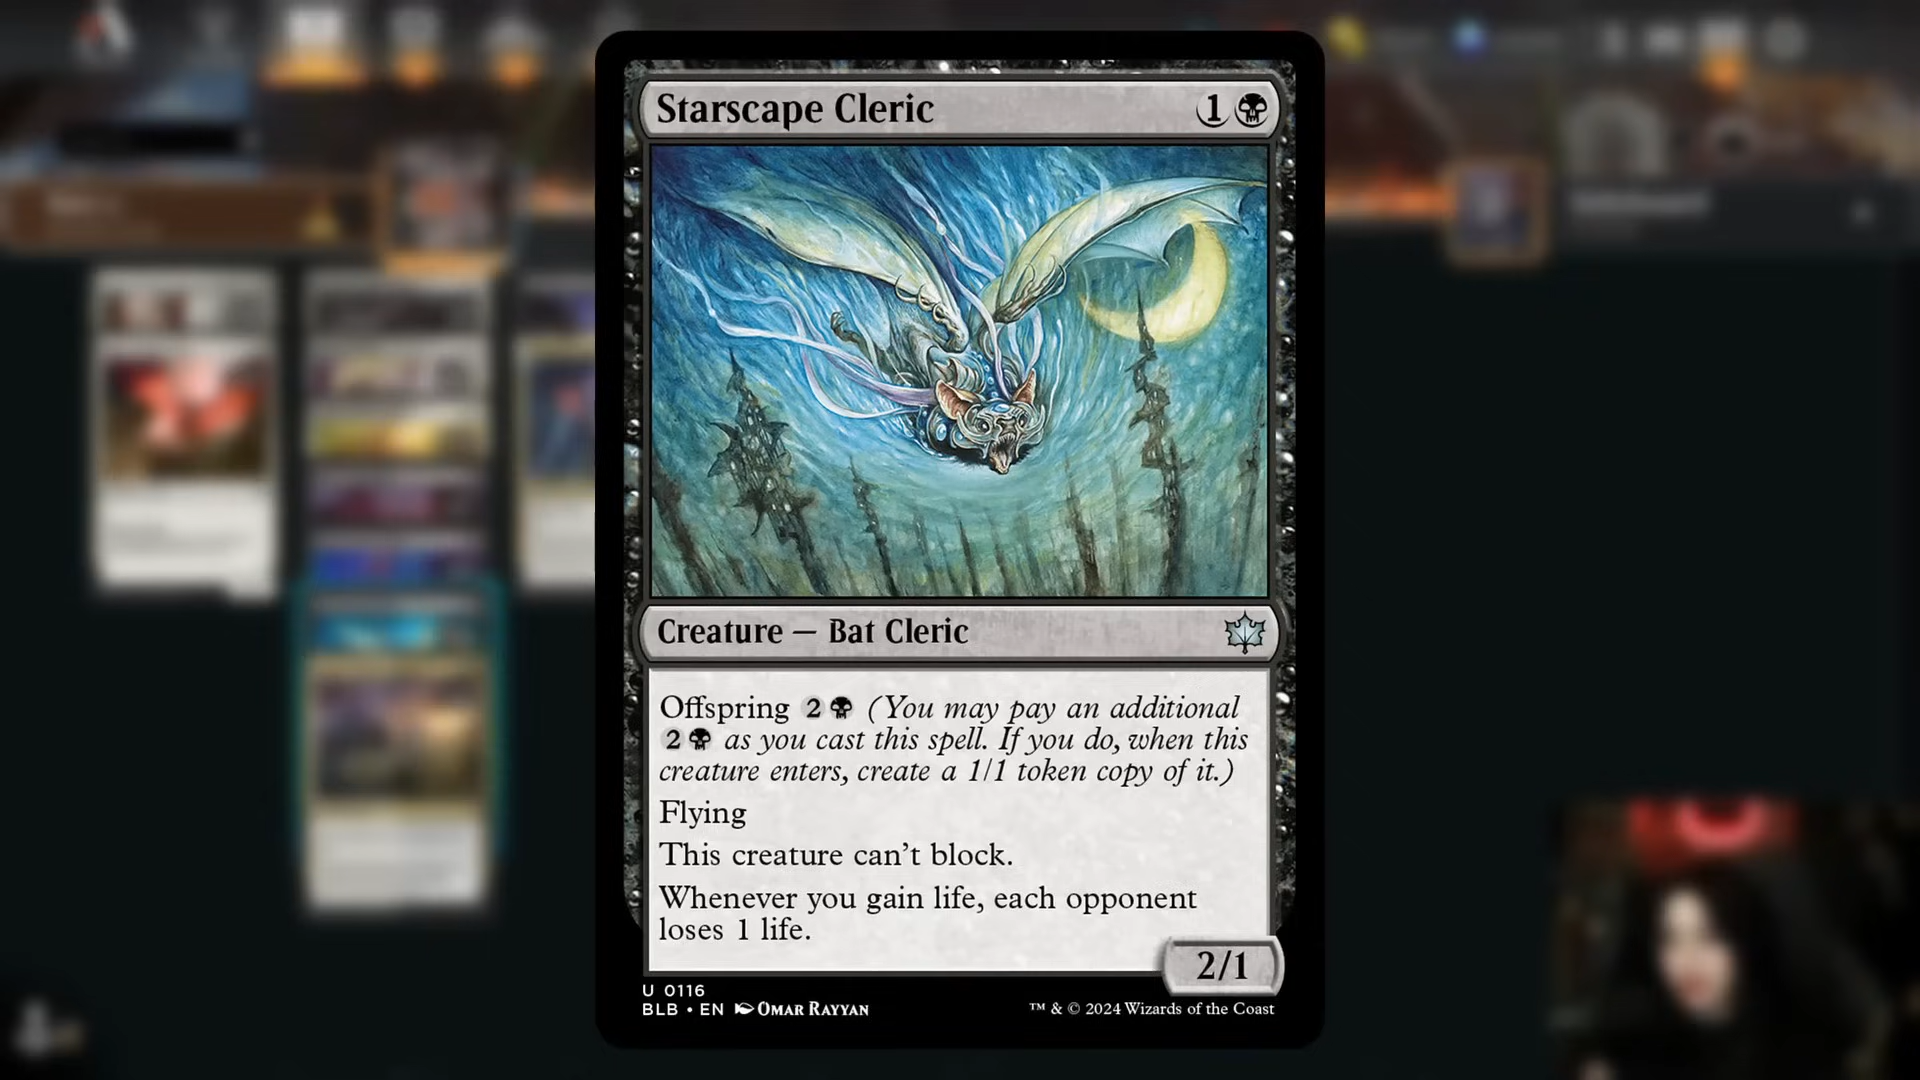 Starscape Cleric 1
Creature — Bat Cleric
Offspring 2 (You may pay an additional
2 as you cast this spell. If you do, when this
creature enters, create a 1/1 token copy of it.)
Flying
This creature can't block.
Whenever you gain life, each opponent
loses 1 life.
2/1
U 0116
BLB • EN Omar Rayyan
™ & © 2024 Wizards of the Coast